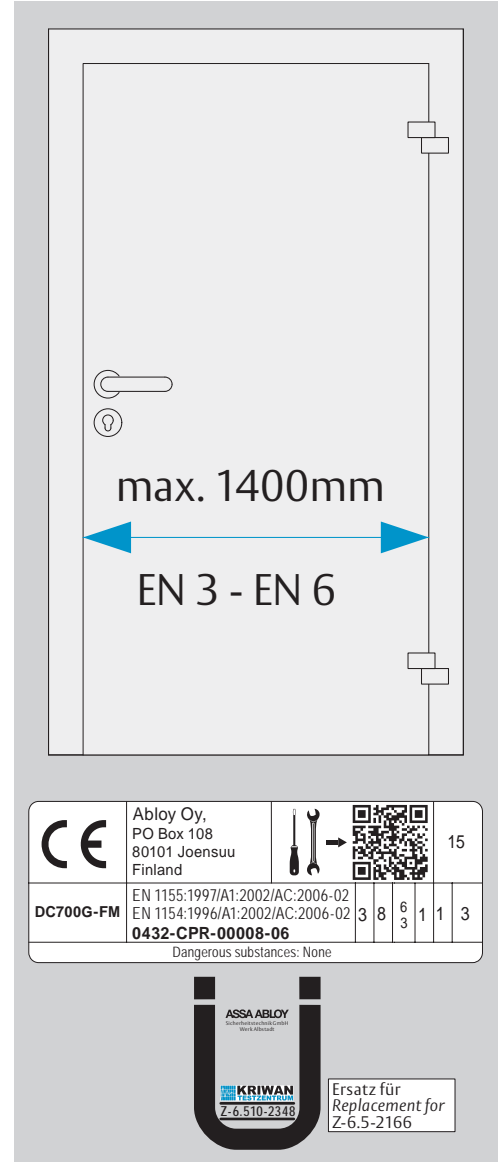 max. 1400mm
EN 3 - EN 6
CE
Abloy Oy,
PO Box 108
80101 Joensuu
Finland
15
DC700G-FM
EN 1155:1997/A1:2002/AC:2006-02
EN 1154:1996/A1:2002/AC:2006-02
0432-CPR-00008-06
3 8 6 1 1 3
3
Dangerous substances: None
ASSA ABLOY
Sicherheitstechnik GmbH
Werk Albstadt
KRIWAN
TESTZENTRUM
Z-6.510-2348
Ersatz für
Replacement for
Z-6.5-2166